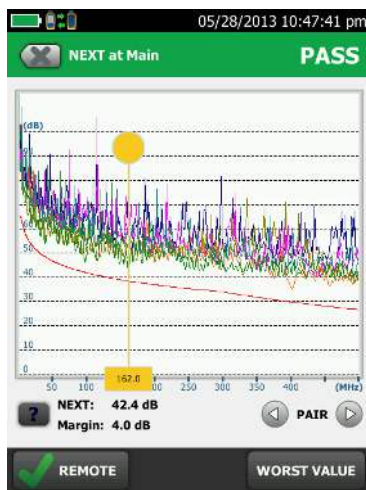 05/28/2013 10:47:41 pm
NEXT at Main
PASS
(dB)
60
50
40
30
20
10
0
162.0
50 100 200 250 300 350 400 (MHz)
? NEXT: 42.4 dB
Margin: 4.0 dB
PAIR
REMOTE
WORST VALUE